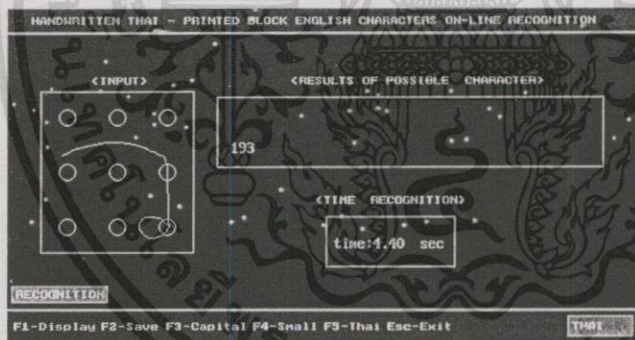 HANDWRITTEN THAI - PRINTED BLOCK ENGLISH CHARACTERS ON-LINE RECOGNITION
<INPUT>
<RESULTS OF POSSIBLE CHARACTER>
193
<TIME RECOGNITION>
time:1.40 sec
RECOGNITION
F1-Display F2-Save F3-Capital F4-Small F5-Thai Esc-Exit
THAI